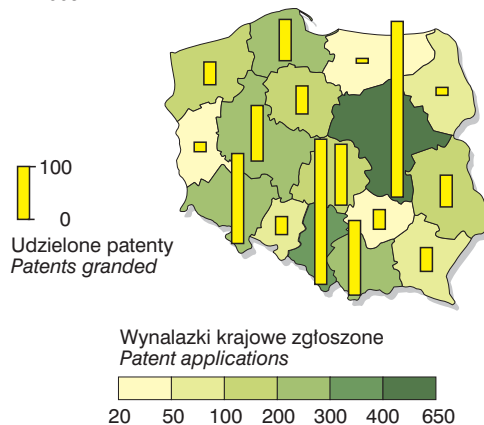 100
0
Udzielone patenty
Patents granded
Wynalazki krajowe zgłoszone
Patent applications
20 50 100 200 300 400 650